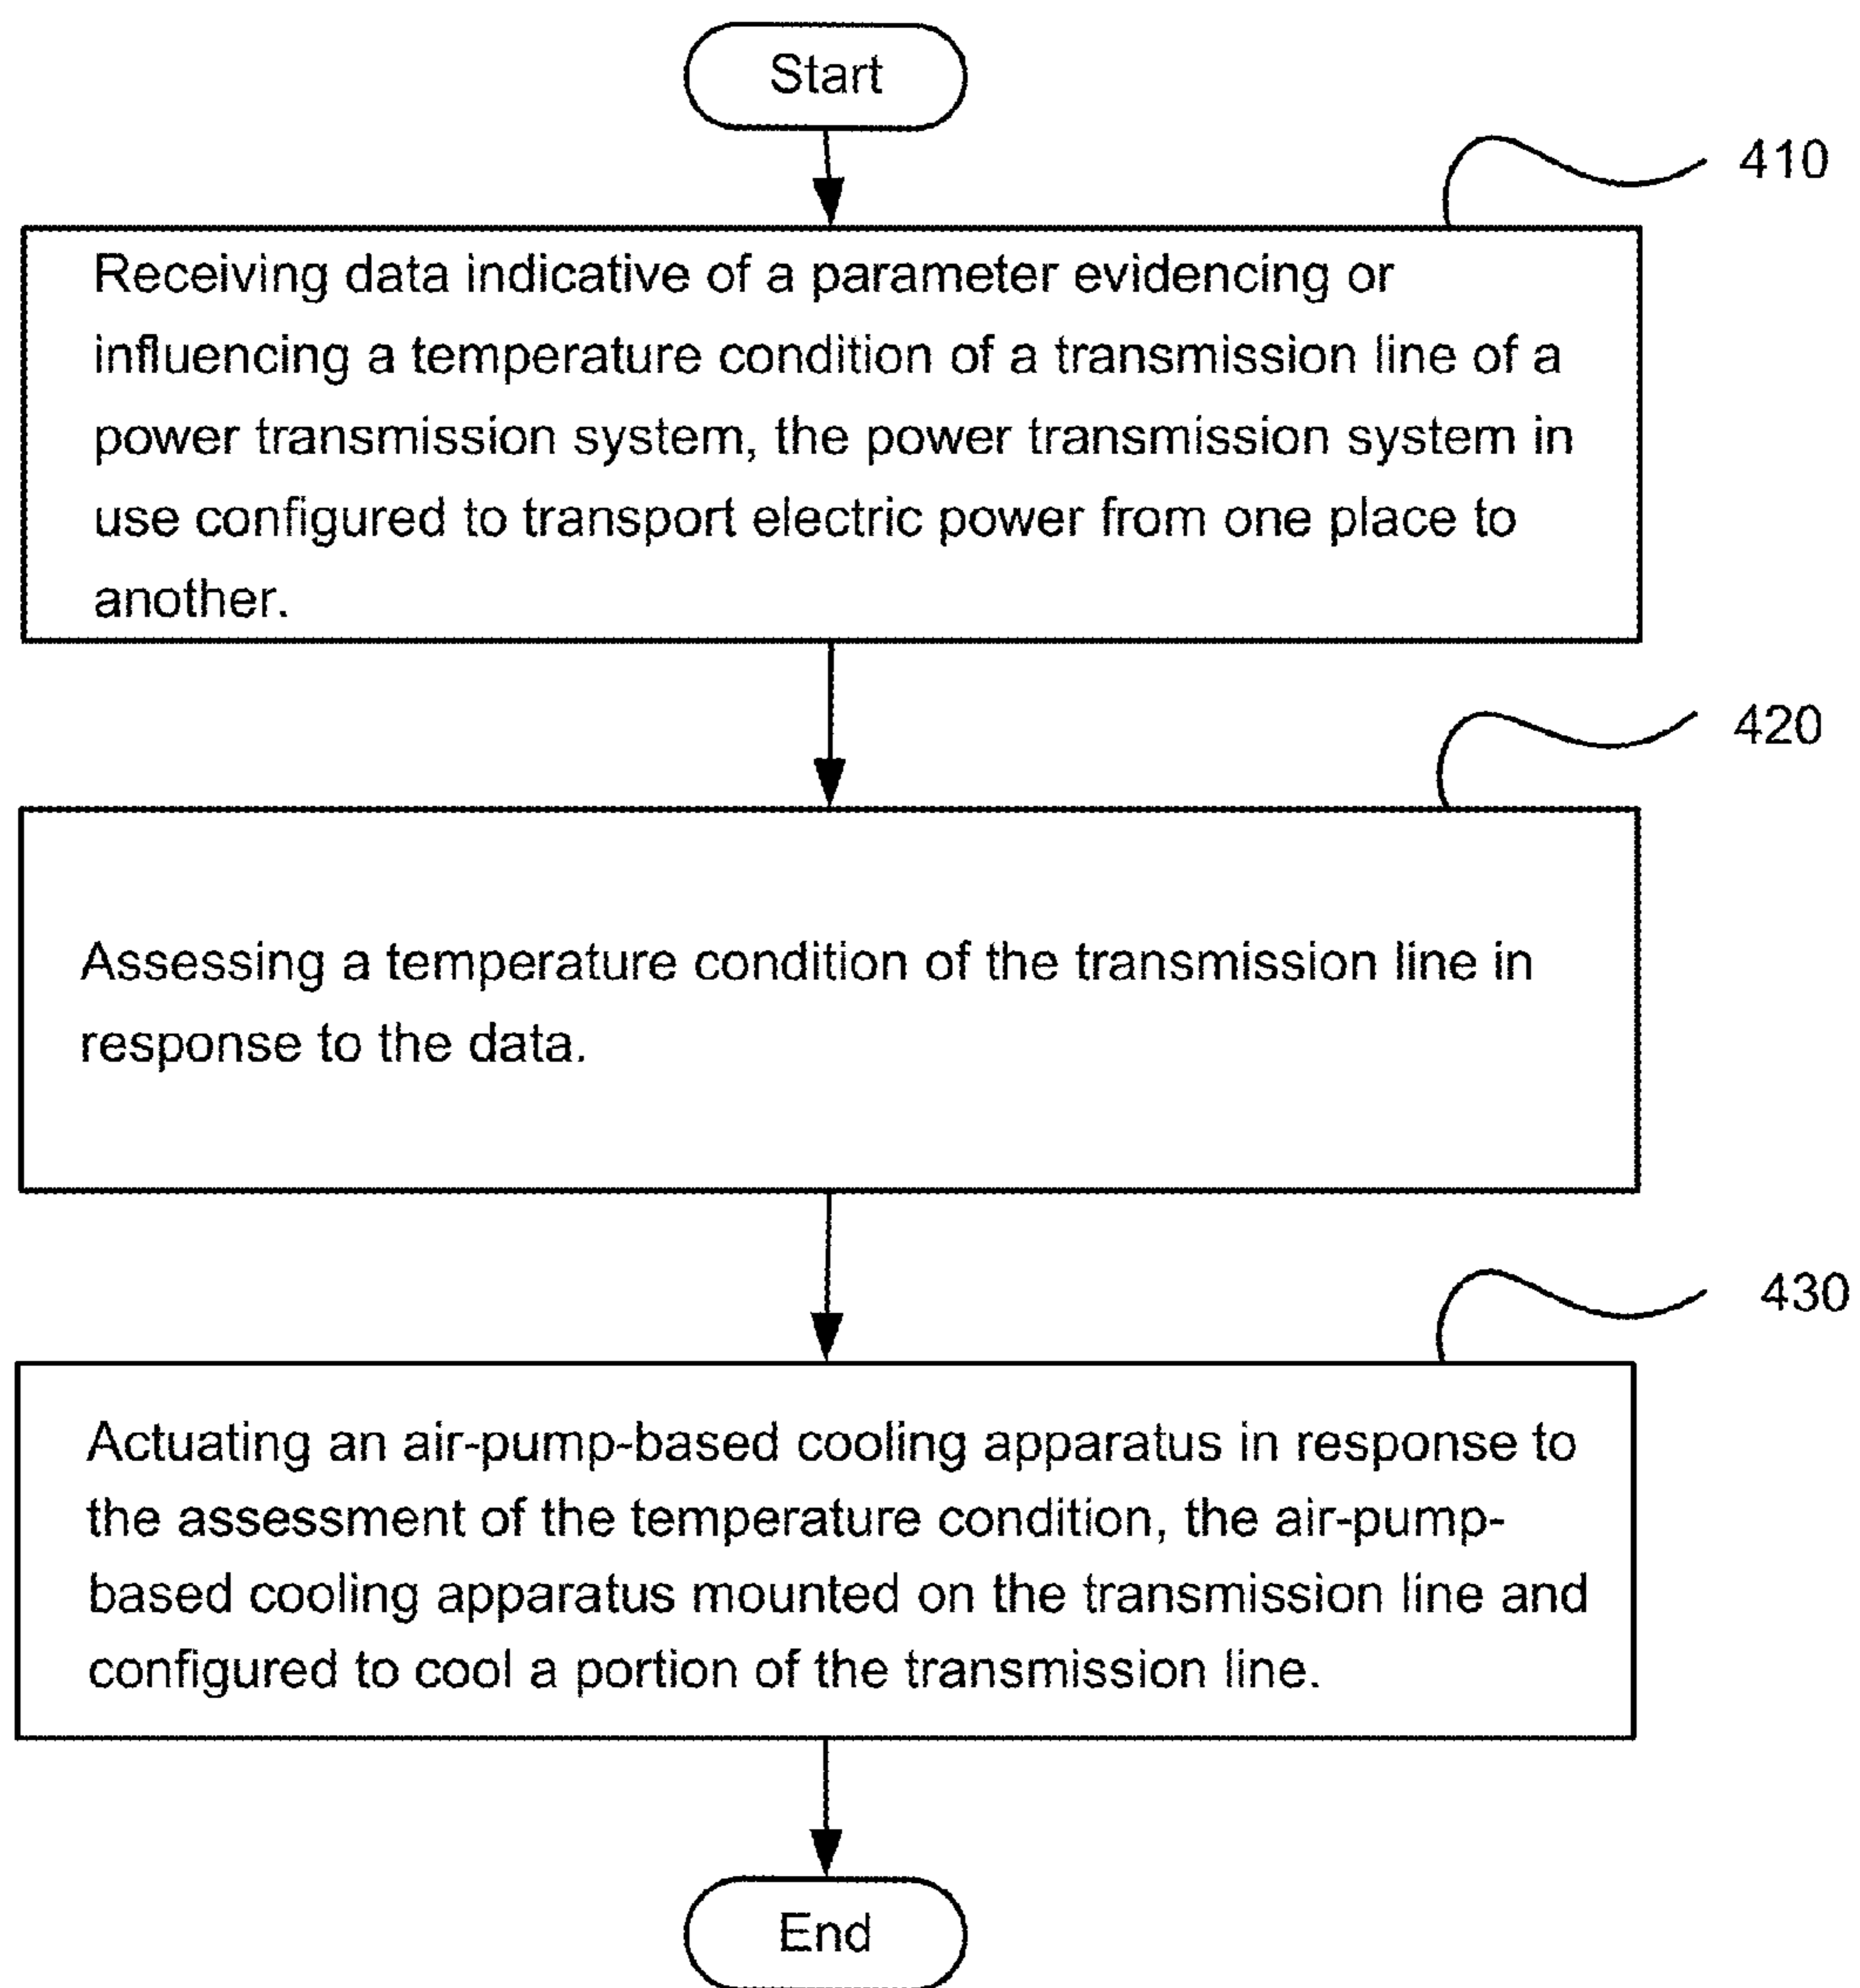 Start
410
Receiving data indicative of a parameter evidencing or
influencing a temperature condition of a transmission line of a
power transmission system, the power transmission system in
use configured to transport electric power from one place to
another.
420
Assessing a temperature condition of the transmission line in
response to the data.
430
Actuating an air-pump-based cooling apparatus in response to
the assessment of the temperature condition, the air-pump-
based cooling apparatus mounted on the transmission line and
configured to cool a portion of the transmission line.
End